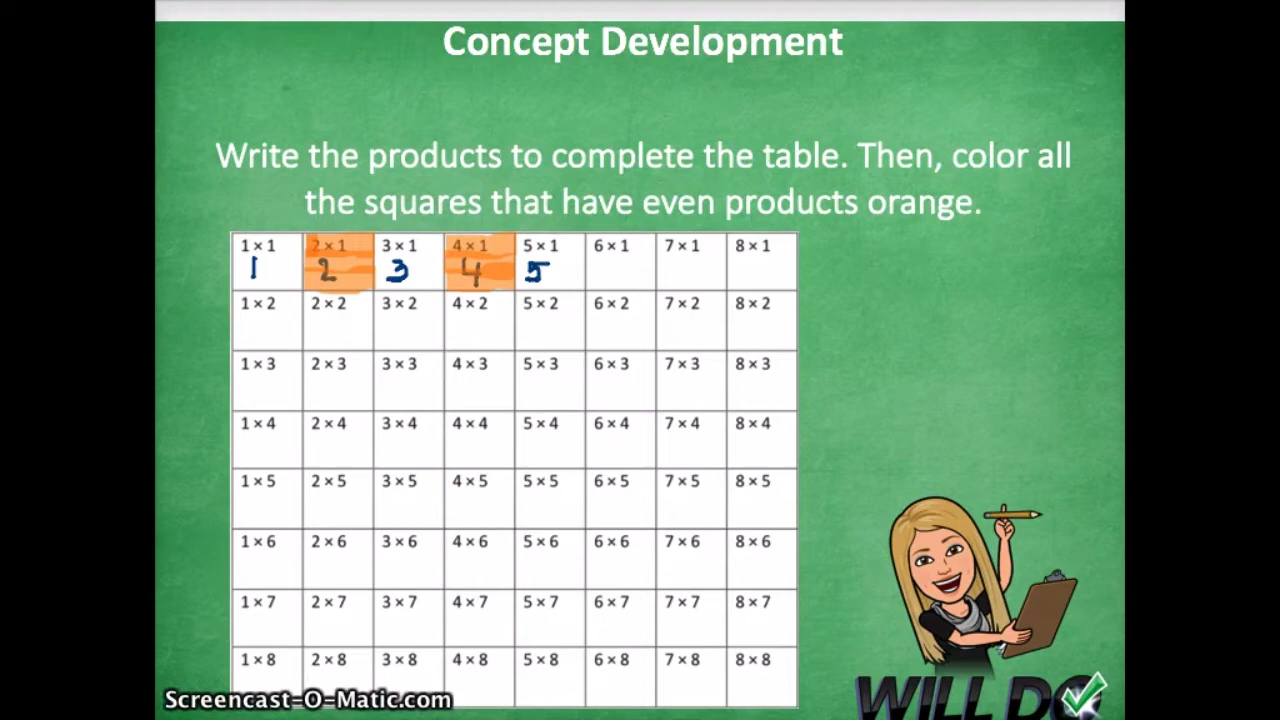 Concept Development
Write the products to complete the table. Then, color all
the squares that have even products orange.
1 × 1 2 × 1 3 × 1 4 × 1 5 × 1 6 × 1 7 × 1 8 × 1
1 2 3 4 5
1 × 2 2 × 2 3 × 2 4 × 2 5 × 2 6 × 2 7 × 2 8 × 2
1 × 3 2 × 3 3 × 3 4 × 3 5 × 3 6 × 3 7 × 3 8 × 3
1 × 4 2 × 4 3 × 4 4 × 4 5 × 4 6 × 4 7 × 4 8 × 4
1 × 5 2 × 5 3 × 5 4 × 5 5 × 5 6 × 5 7 × 5 8 × 5
1 × 6 2 × 6 3 × 6 4 × 6 5 × 6 6 × 6 7 × 6 8 × 6
1 × 7 2 × 7 3 × 7 4 × 7 5 × 7 6 × 7 7 × 7 8 × 7
1 × 8 2 × 8 3 × 8 4 × 8 5 × 8 6 × 8 7 × 8 8 × 8
WILL DO
Screencast-O-Matic.com